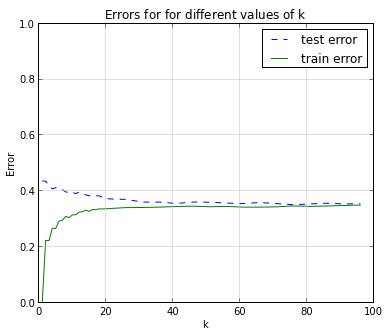 Errors for for different values of k
1.0
0.8
0.6
0.4
0.2
0.0
Error
test error
train error
0
20
40
60
80
100
k